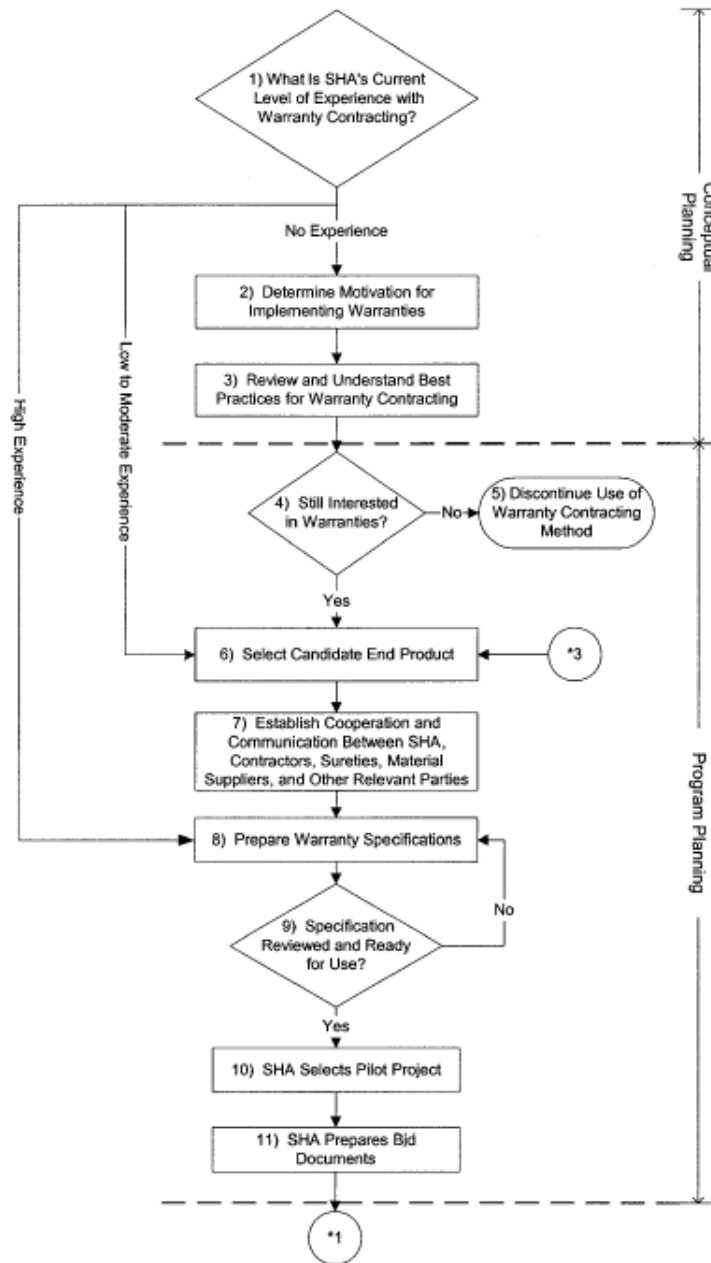 1) What Is SHA's Current
Level of Experience with
Warranty Contracting?
No Experience
2) Determine Motivation for
Implementing Warranties
3) Review and Understand Best
Practices for Warranty Contracting
Low to Moderate Experience
High Experience
Conceptual
Planning
4) Still Interested
in Warranties?
No
5) Discontinue Use of
Warranty Contracting
Method
Yes
6) Select Candidate End Product
*3
7) Establish Cooperation and
Communication Between SHA,
Contractors, Sureties, Material
Suppliers, and Other Relevant Parties
8) Prepare Warranty Specifications
9) Specification
Reviewed and Ready
for Use?
No
Yes
10) SHA Selects Pilot Project
11) SHA Prepares Bid
Documents
Program Planning
*1